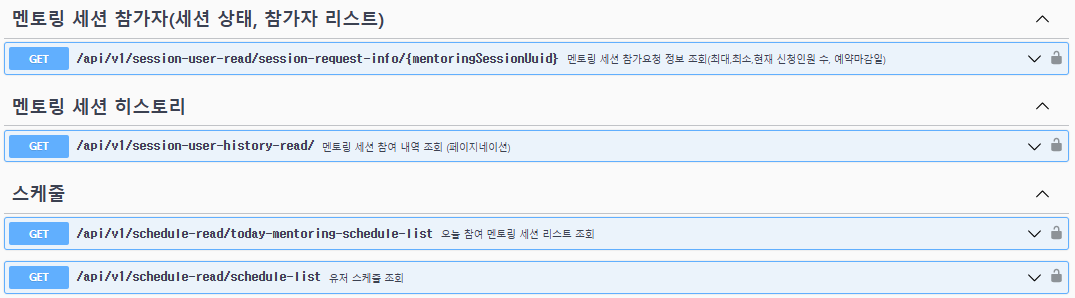 멘토링 세션 참가자(세션 상태, 참가자 리스트)
GET /api/v1/session-user-read/session-request-info/{mentoringSessionUuid} 멘토링 세션 참가요청 정보 조회(최대,최소,현재 신청인원 수, 예약마감일)
멘토링 세션 히스토리
GET /api/v1/session-user-history-read/ 멘토링 세션 참여 내역 조회 (페이지네이션)
스케줄
GET /api/v1/schedule-read/today-mentoring-schedule-list 오늘 참여 멘토링 세션 리스트 조회
GET /api/v1/schedule-read/schedule-list 유저 스케줄 조회